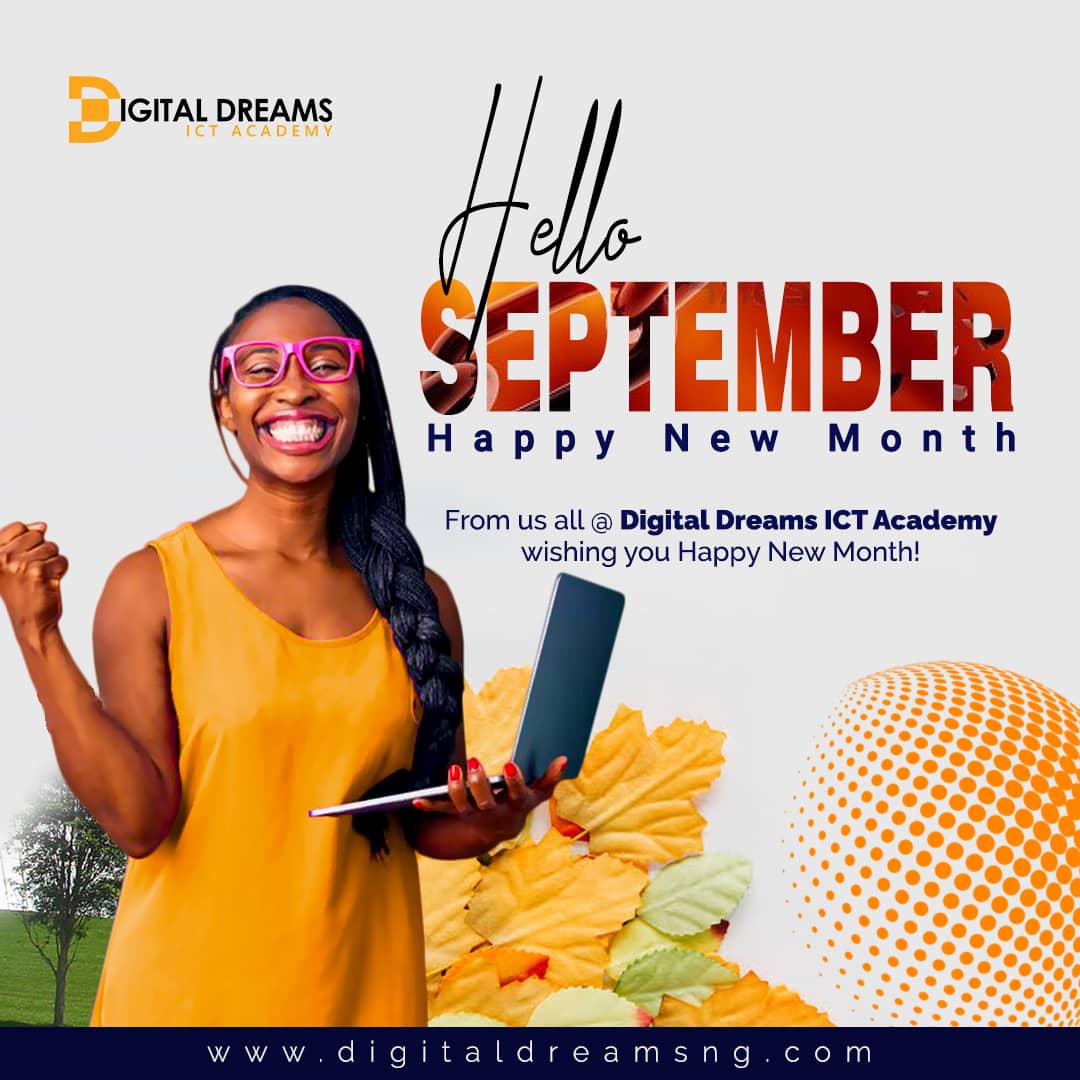 DIGITAL DREAMS
ICT ACADEMY
Hello
SEPTEMBER
Happy New Month
From us all @ Digital Dreams ICT Academy
wishing you Happy New Month!
www.digitaldreamsng.com